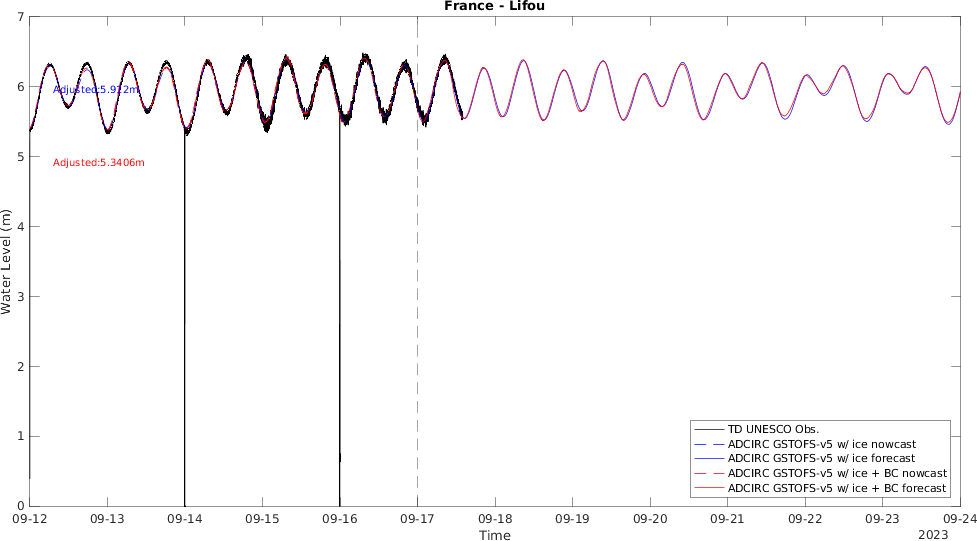 France - Lifou
7
6
5
4
3
2
1
0
Water Level (m)
Adjusted:5.922m
Adjusted:5.3406m
TD UNESCO Obs.
ADCIRC GSTOFS-v5 w/ ice nowcast
ADCIRC GSTOFS-v5 w/ ice forecast
ADCIRC GSTOFS-v5 w/ ice + BC nowcast
ADCIRC GSTOFS-v5 w/ ice + BC forecast
09-12 09-13 09-14 09-15 09-16 09-17 09-18 09-19 09-20 09-21 09-22 09-23 09-24
Time
2023